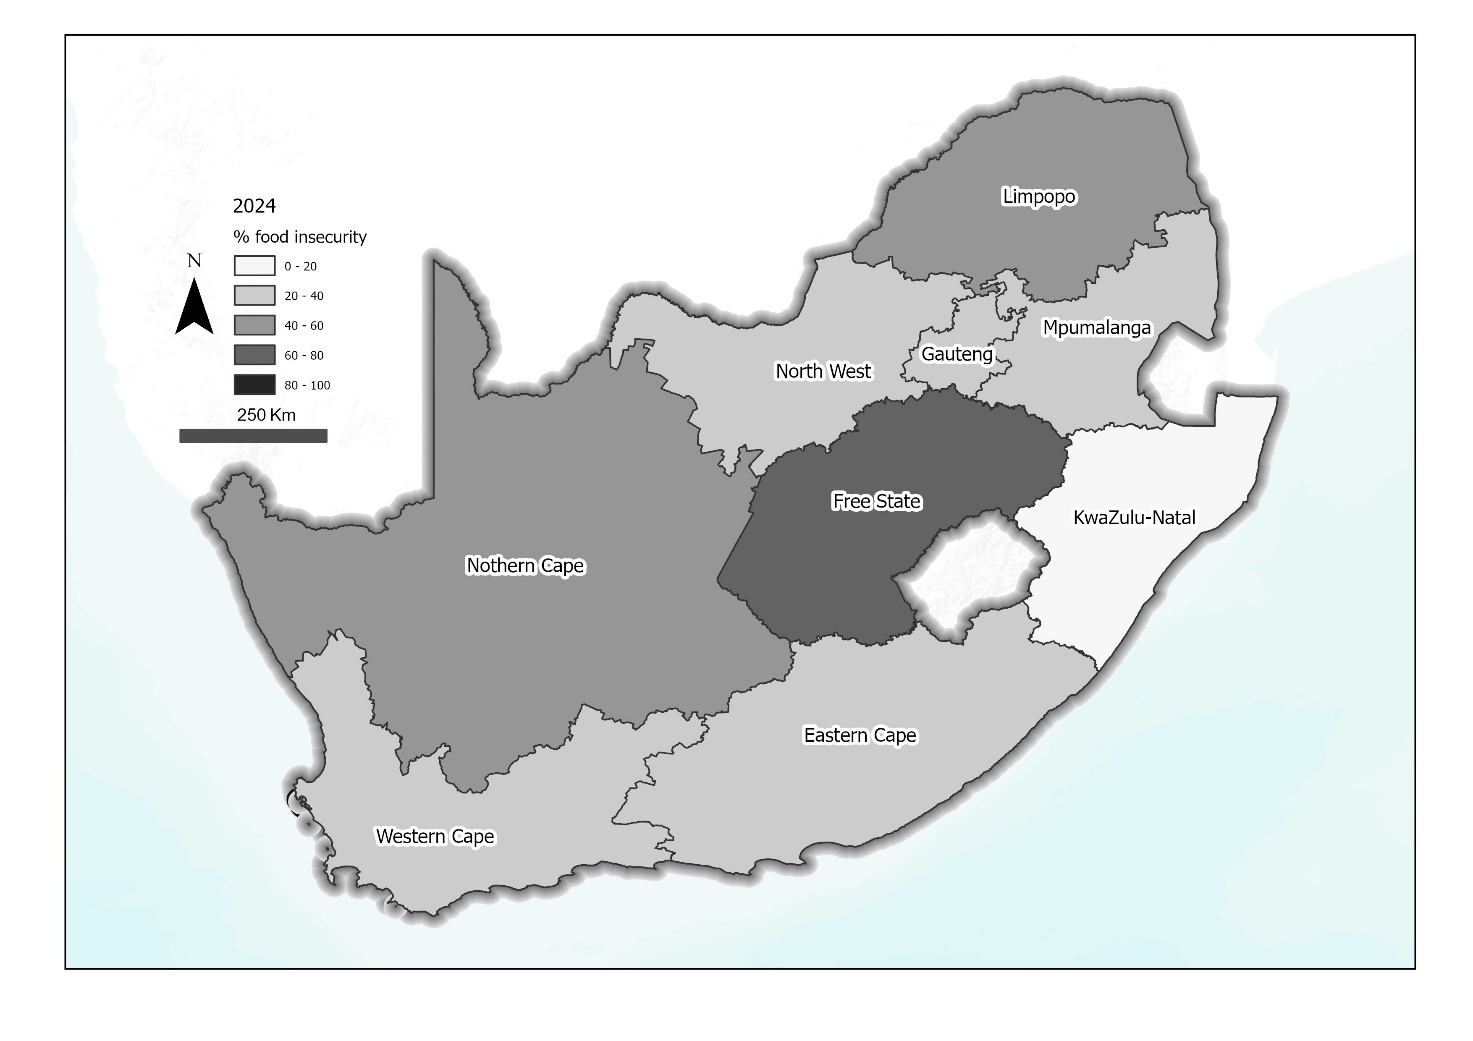 2024
% food insecurity
N
0 - 20
20 - 40
40 - 60
60 - 80
80 - 100
250 Km
Limpopo
Mpumalanga
Gauteng
North West
Free State
KwaZulu-Natal
Nothern Cape
Eastern Cape
Western Cape